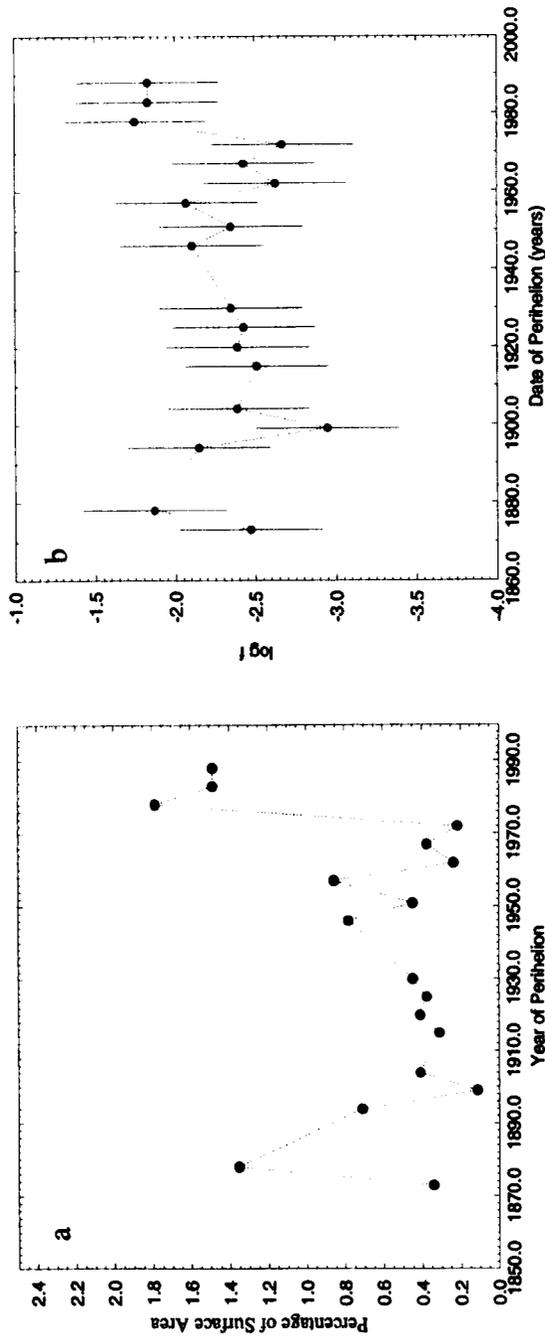 a
Percentage of Surface Area
2.4
2.2
2.0
1.8
1.6
1.4
1.2
1.0
0.8
0.6
0.4
0.2
0.0
1850.0 1870.0 1890.0 1910.0 1930.0 1950.0 1970.0 1990.0
Year of Perihelion
b
log f
-1.0
-1.5
-2.0
-2.5
-3.0
-3.5
-4.0
1860.0 1880.0 1900.0 1920.0 1940.0 1960.0 1980.0 2000.0
Date of Perihelion (years)